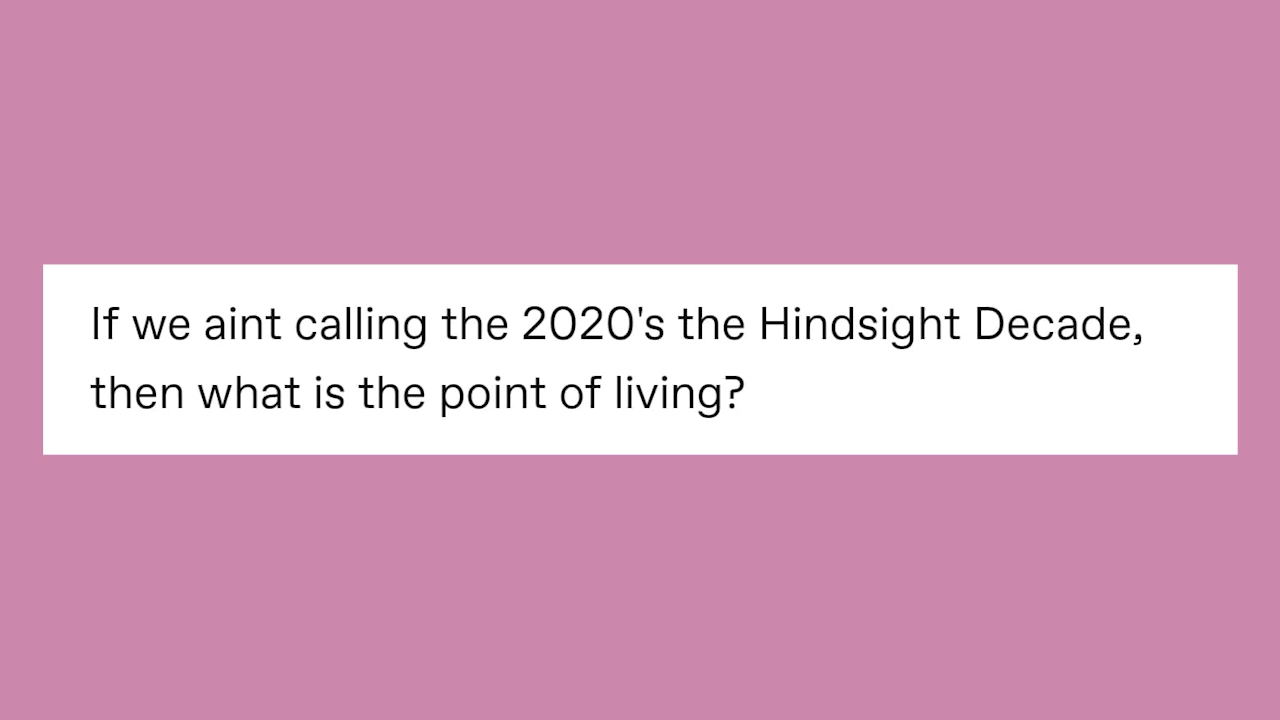 If we aint calling the 2020's the Hindsight Decade,
then what is the point of living?